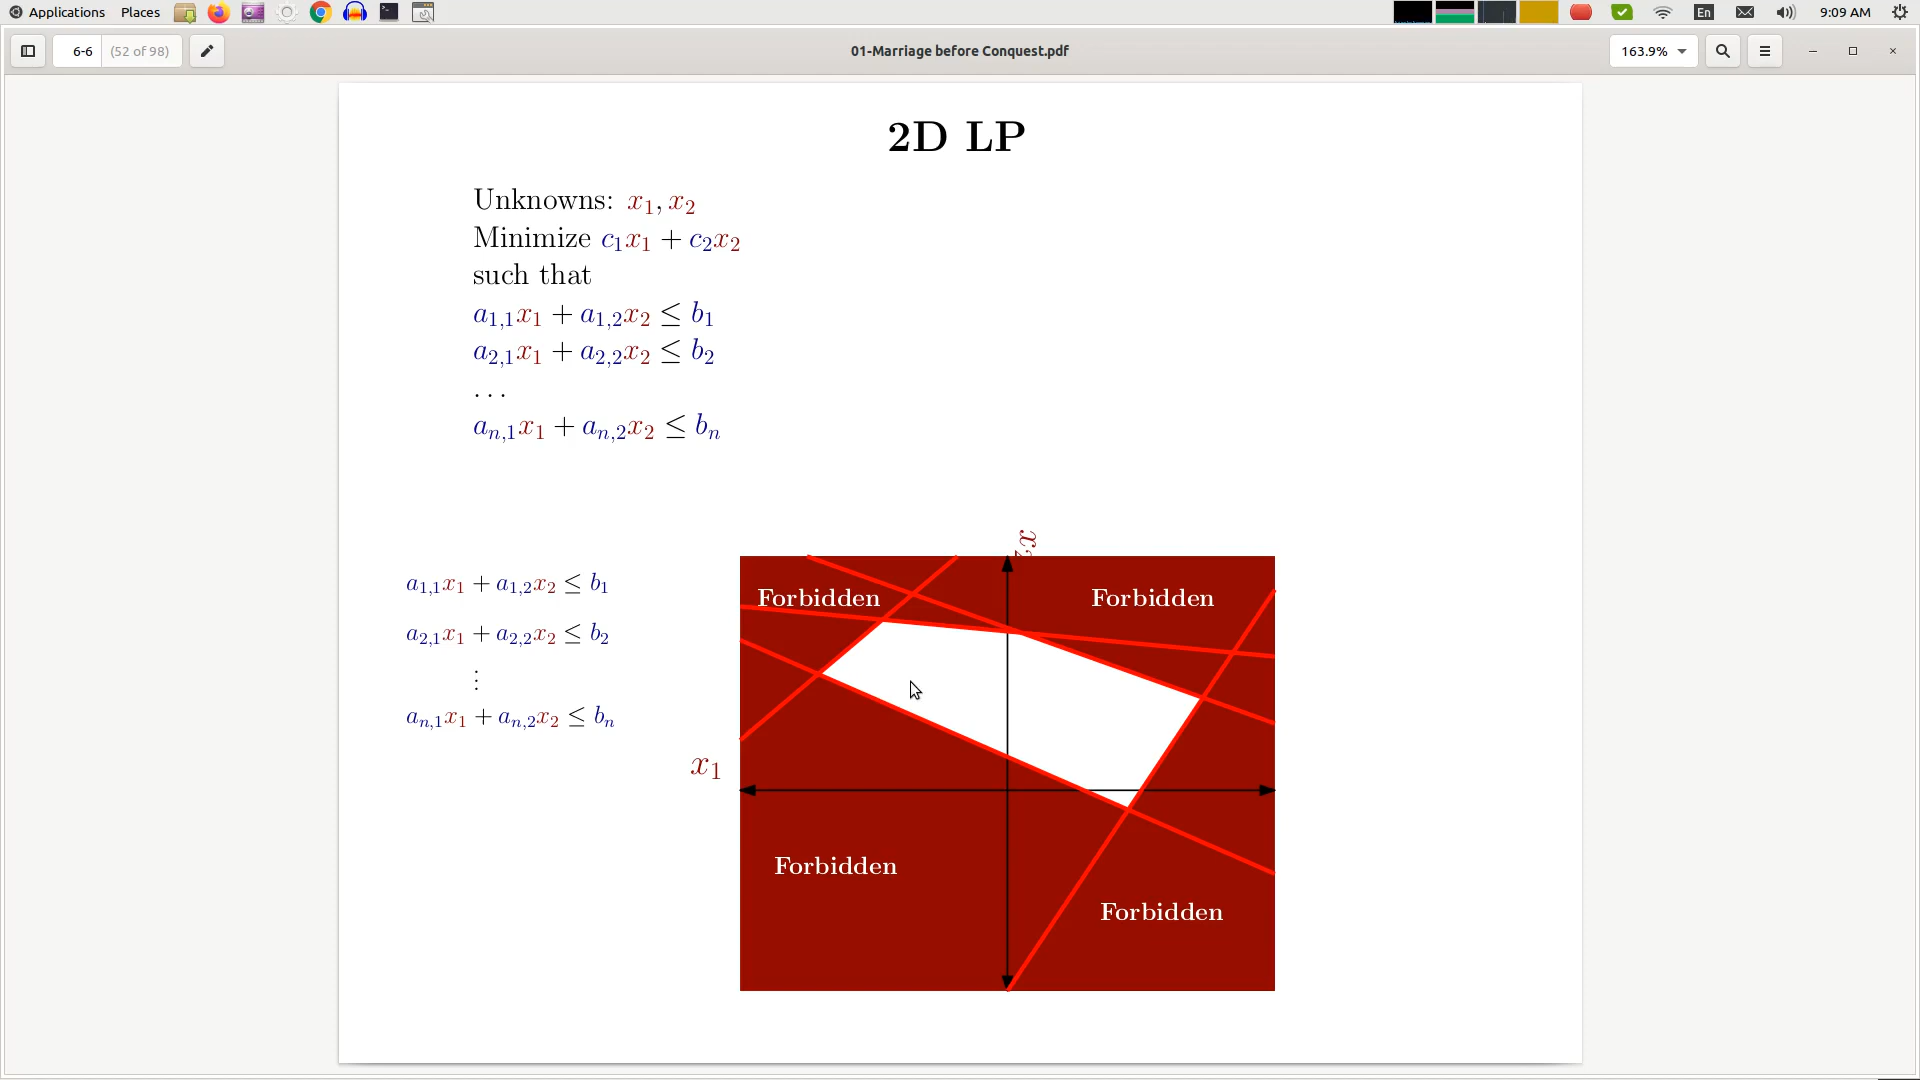 Applications Places En 9:09 AM
6-6 (52 of 98) 01-Marriage before Conquest.pdf 163.9%
2D LP
Unknowns: x₁, x₂
Minimize c₁x₁ + c₂x₂
such that
a₁,₁x₁ + a₁,₂x₂ ≤ b₁
a₂,₁x₁ + a₂,₂x₂ ≤ b₂
...
aₙ,₁x₁ + aₙ,₂x₂ ≤ bₙ
x₂
a₁,₁x₁ + a₁,₂x₂ ≤ b₁
Forbidden Forbidden
a₂,₁x₁ + a₂,₂x₂ ≤ b₂
⋮
aₙ,₁x₁ + aₙ,₂x₂ ≤ bₙ
x₁
Forbidden
Forbidden